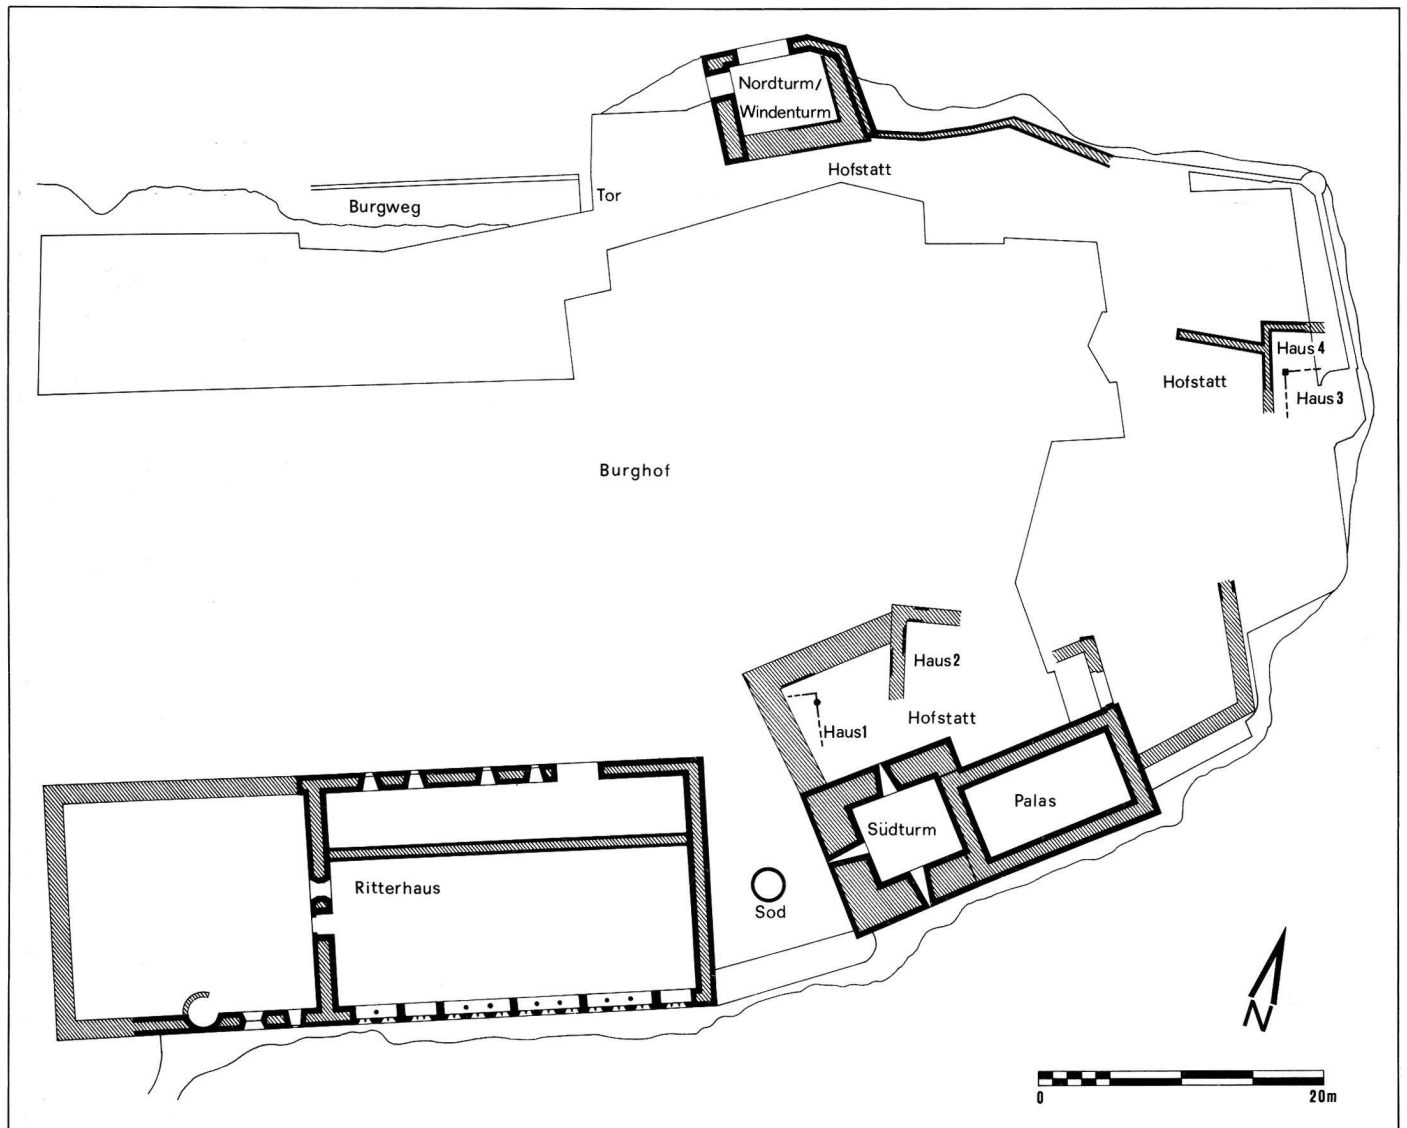 Nordturm/
Windenturm
Hofstatt
Burgweg
Tor
Haus 4
Hofstatt
Haus 3
Burghof
Haus 2
Hofstatt
Haus 1
Palas
Südturm
Ritterhaus
Sod
N
0
20m